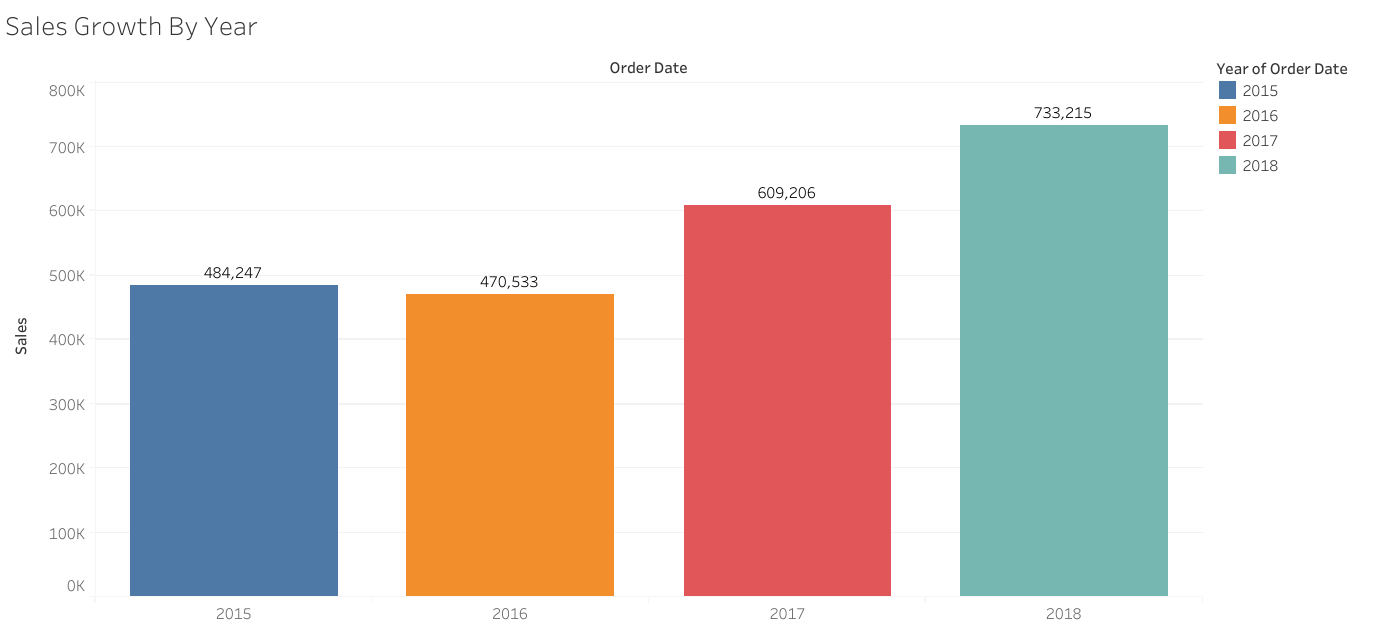 Sales Growth By Year
Order Date
Year of Order Date
2015
2016
2017
2018
Sales
800K
700K
600K
500K
400K
300K
200K
100K
0K
484,247
470,533
609,206
733,215
2015
2016
2017
2018